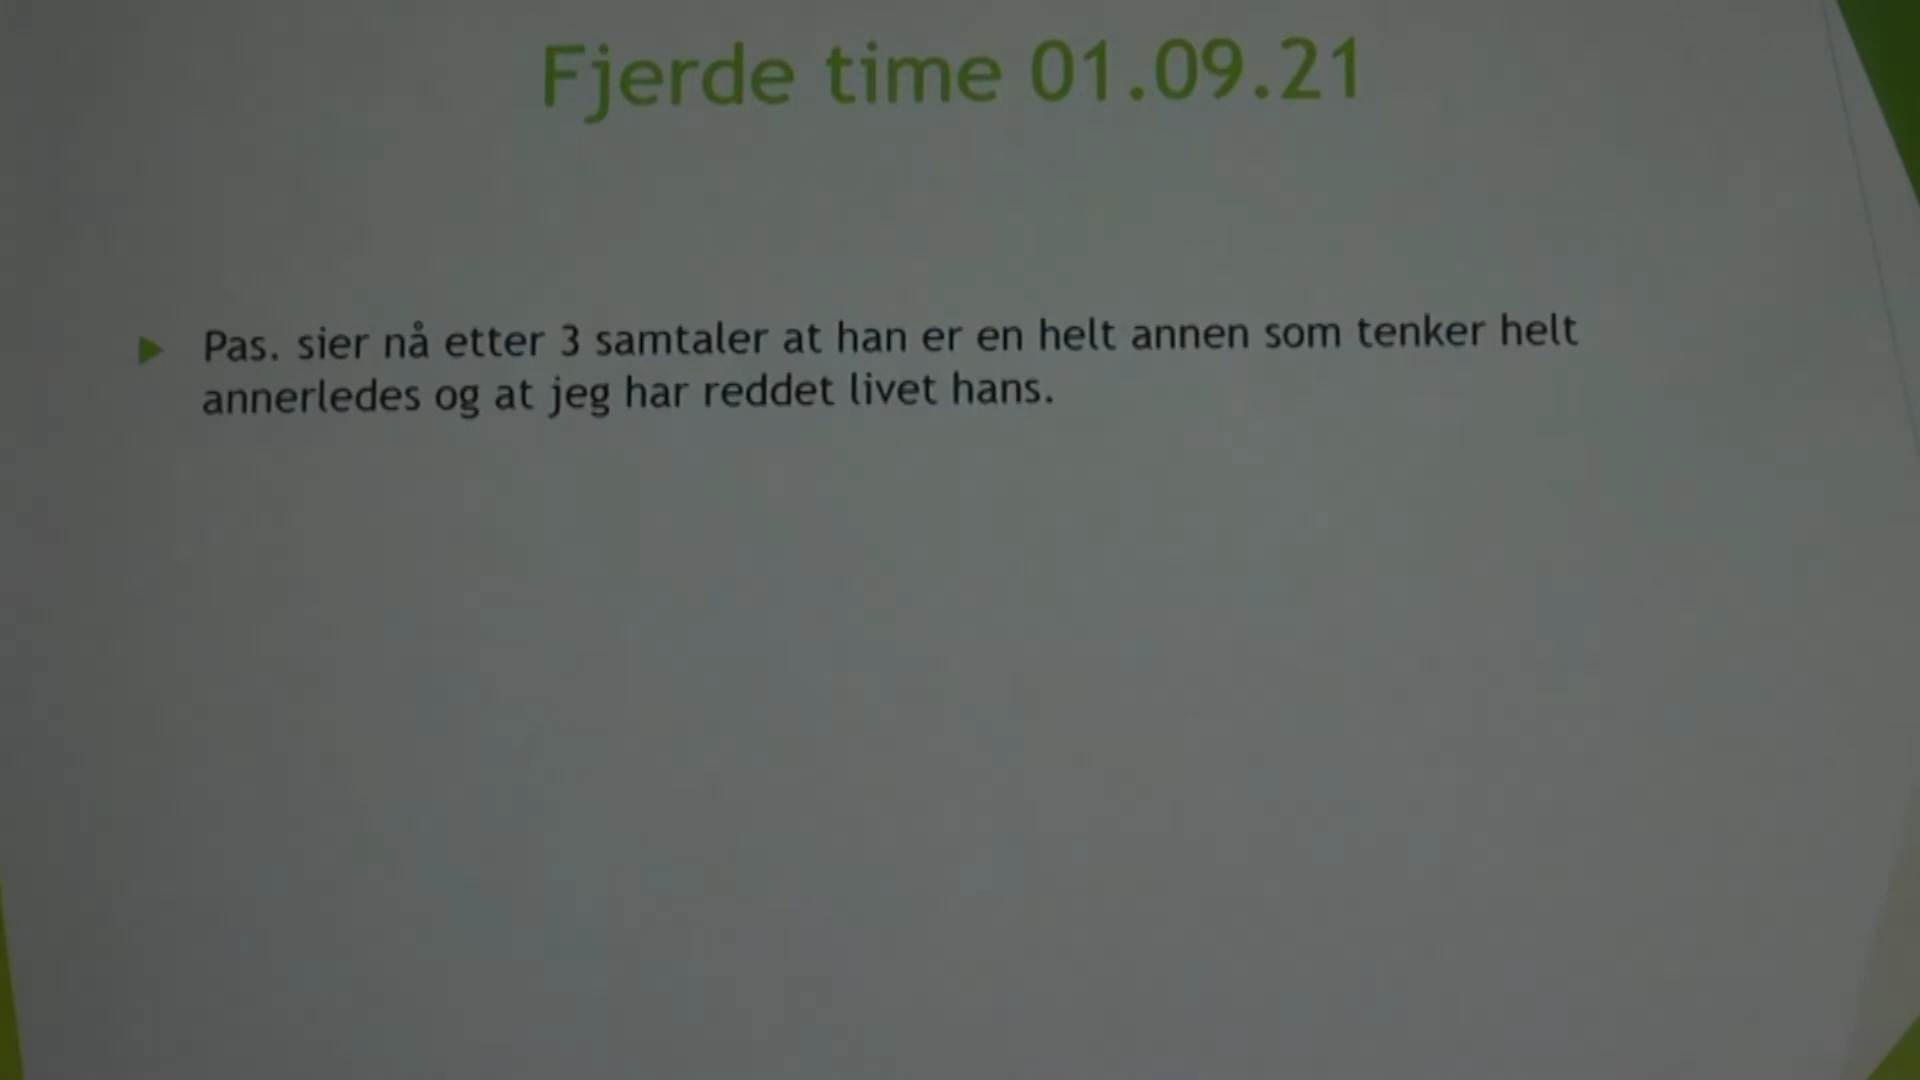 Fjerde time 01.09.21
Pas. sier nå etter 3 samtaler at han er en helt annen som tenker helt
annerledes og at jeg har reddet livet hans.